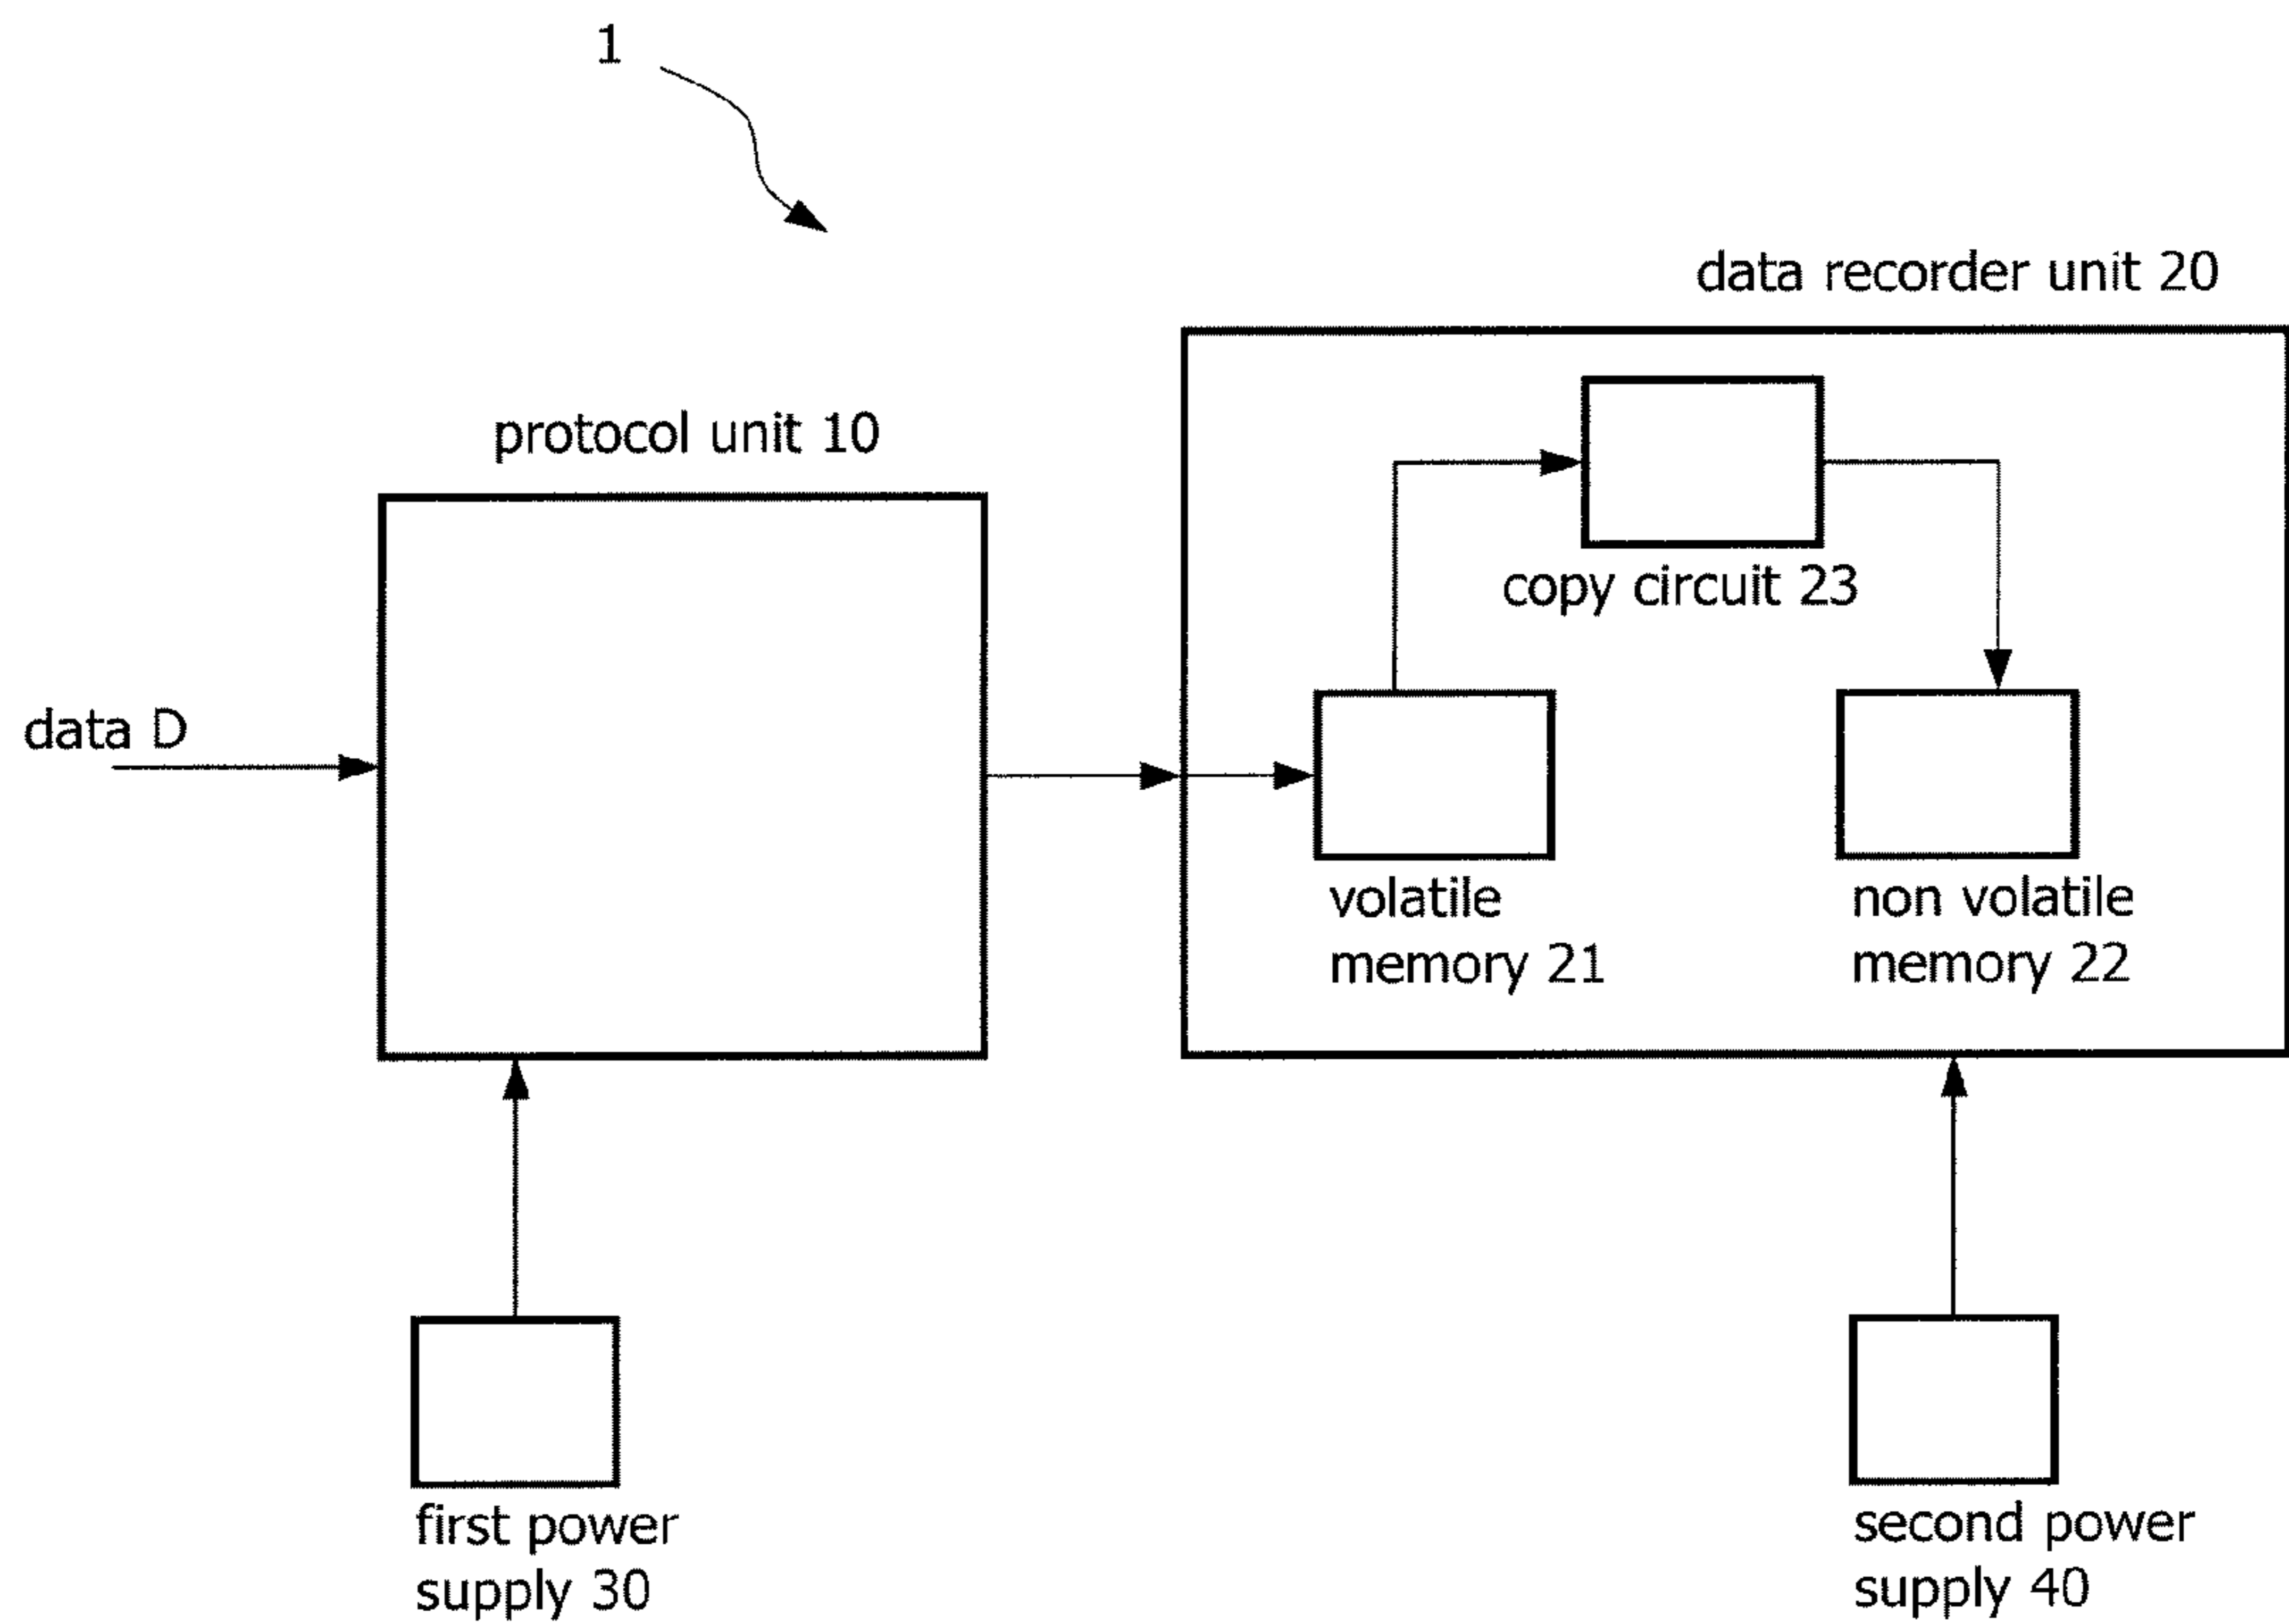 1
data recorder unit 20
protocol unit 10
copy circuit 23
data D
volatile
memory 21
non volatile
memory 22
first power
supply 30
second power
supply 40